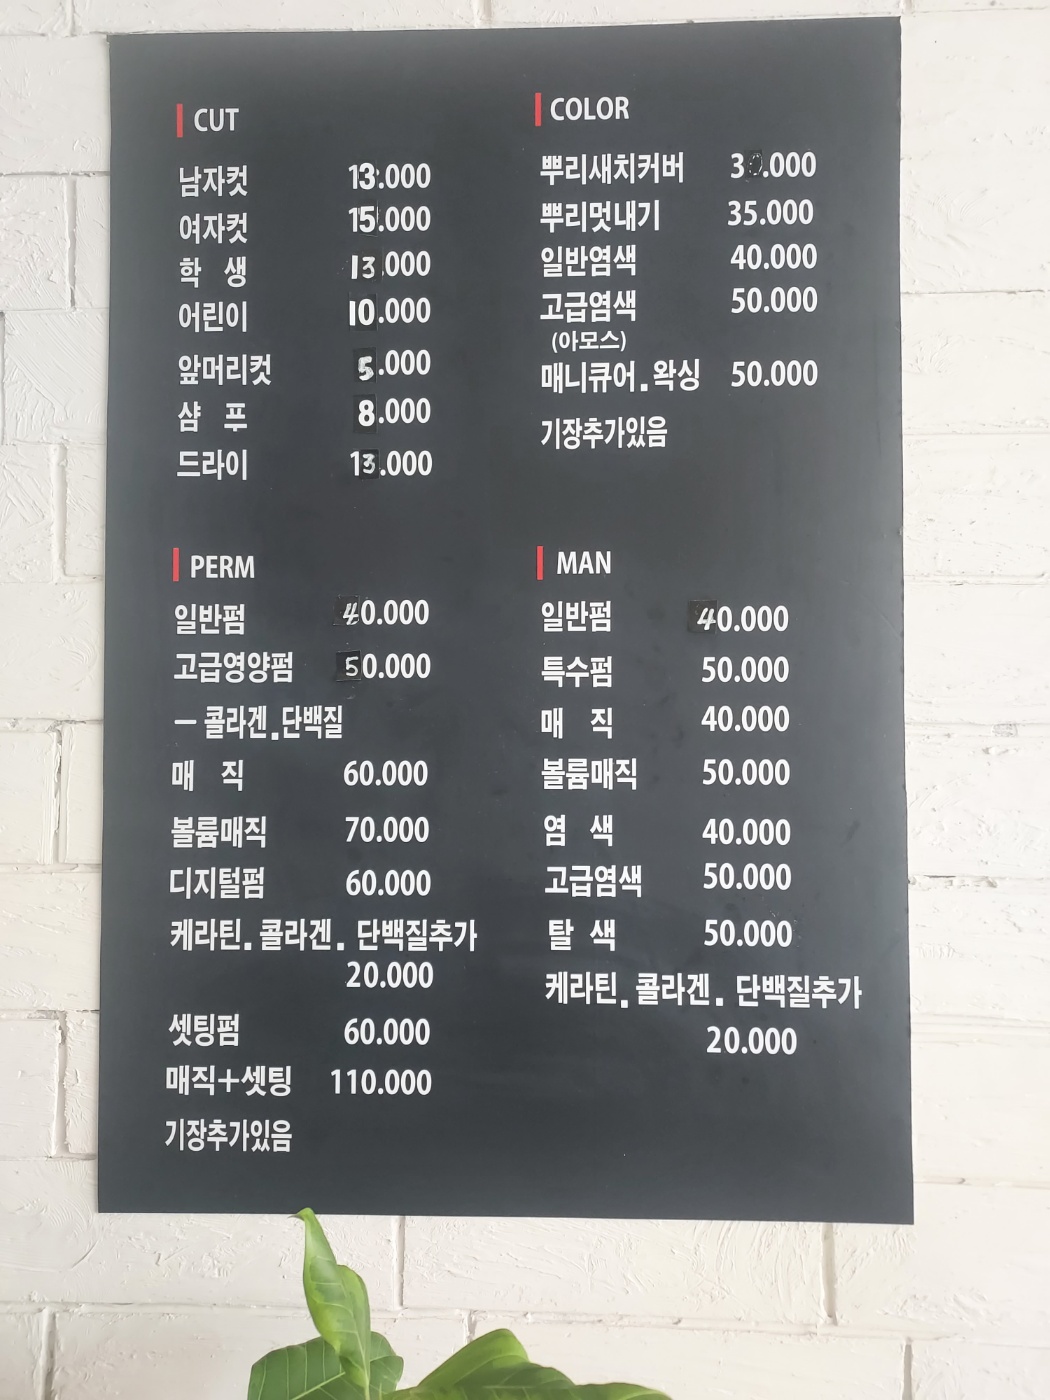 CUT
남자컷 13.000
여자컷 15.000
학 생 13.000
어린이 10.000
앞머리컷 5.000
샴 푸 8.000
드라이 13.000
COLOR
뿌리새치커버
뿌리멋내기 35.000
일반염색 40.000
고급염색 50.000
(아모스)
매니큐어.왁싱 50.000
기장추가있음
PERM
일반펌 40.000
고급영양펌 50.000
- 콜라겐.단백질
매 직 60.000
볼륨매직 70.000
디지털펌 60.000
케라틴. 콜라겐. 단백질추가
20.000
셋팅펌 60.000
매직+셋팅 110.000
기장추가있음
MAN
일반펌 40.000
특수펌 50.000
매 직 40.000
볼륨매직 50.000
염 색 40.000
고급염색 50.000
탈 색 50.000
케라틴. 콜라겐. 단백질추가
20.000